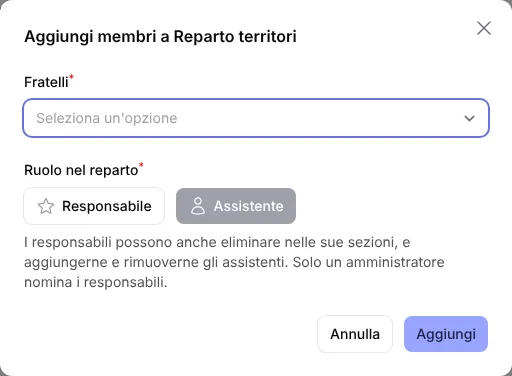 Aggiungi membri a Reparto territori
Fratelli*
Seleziona un'opzione
Ruolo nel reparto*
Responsabile
Assistente
I responsabili possono anche eliminare nelle sue sezioni, e
aggiungerne e rimuoverne gli assistenti. Solo un amministratore
nomina i responsabili.
Annulla
Aggiungi